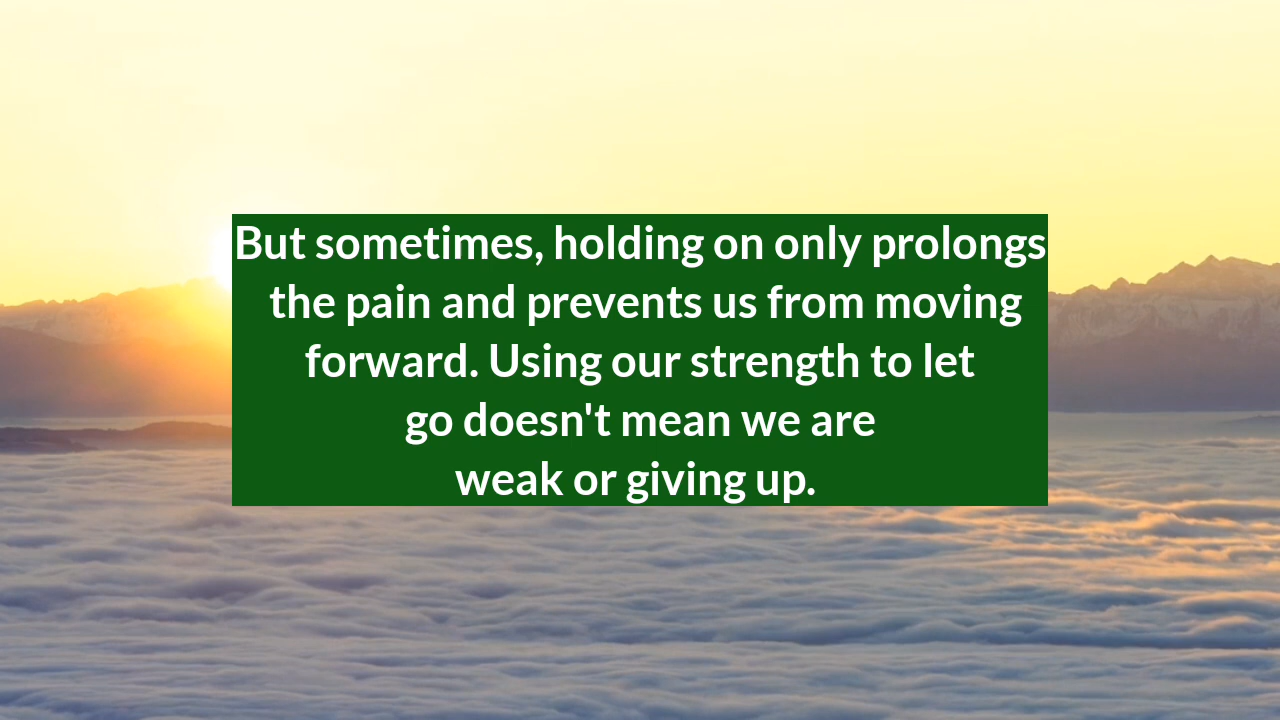 But sometimes, holding on only prolongs
the pain and prevents us from moving
forward. Using our strength to let
go doesn't mean we are
weak or giving up.